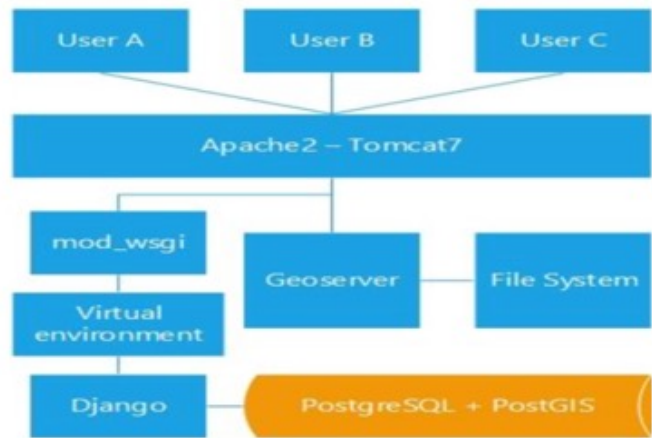 User A
User B
User C
Apache2 – Tomcat7
mod_wsgi
Geoserver
File System
Virtual
environment
Django
PostgreSQL + PostGIS